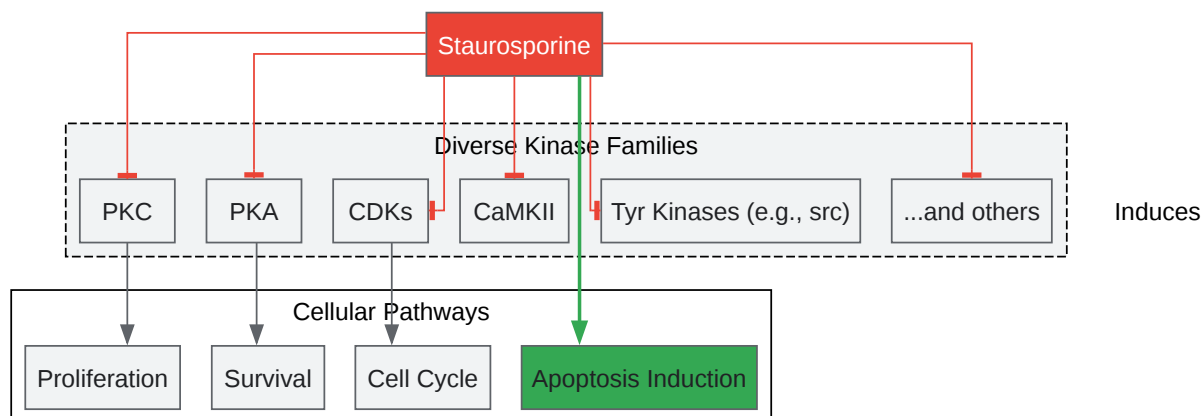 Staurosporine
Diverse Kinase Families
PKC
PKA
CDKs
CaMKII
Tyr Kinases (e.g., src)
...and others
Induces
Cellular Pathways
Proliferation
Survival
Cell Cycle
Apoptosis Induction